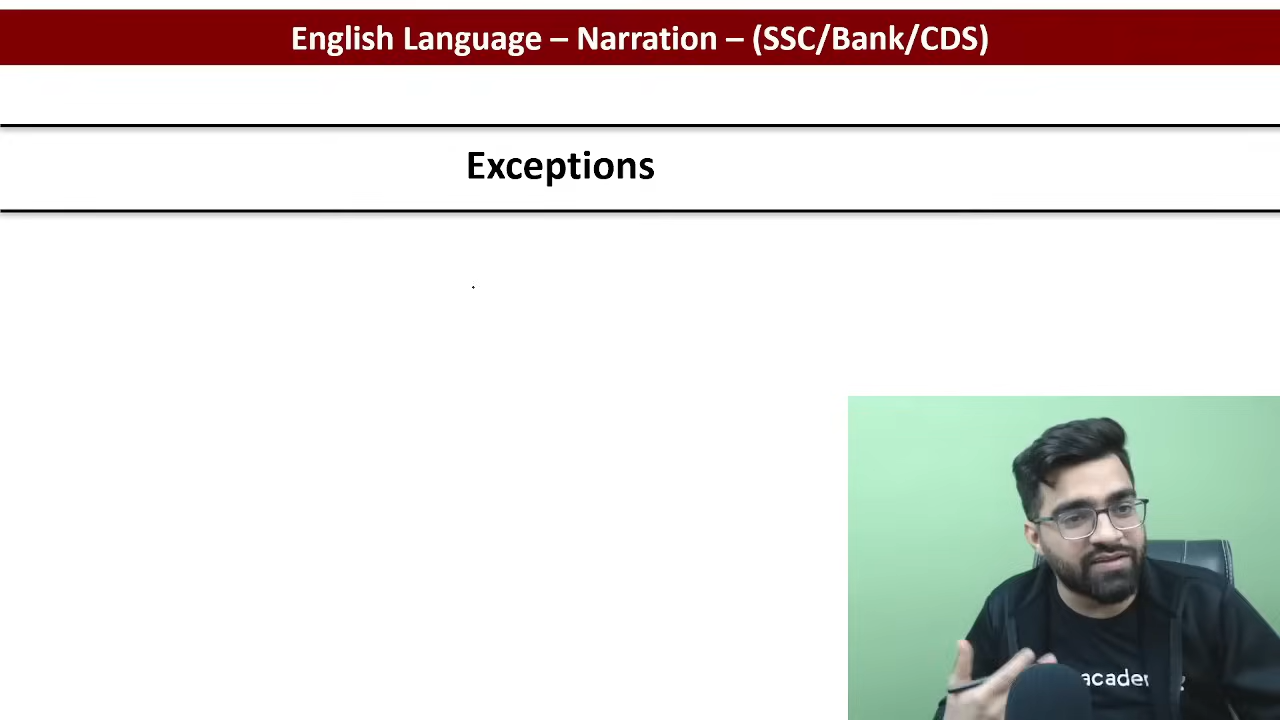 English Language – Narration – (SSC/Bank/CDS)
Exceptions